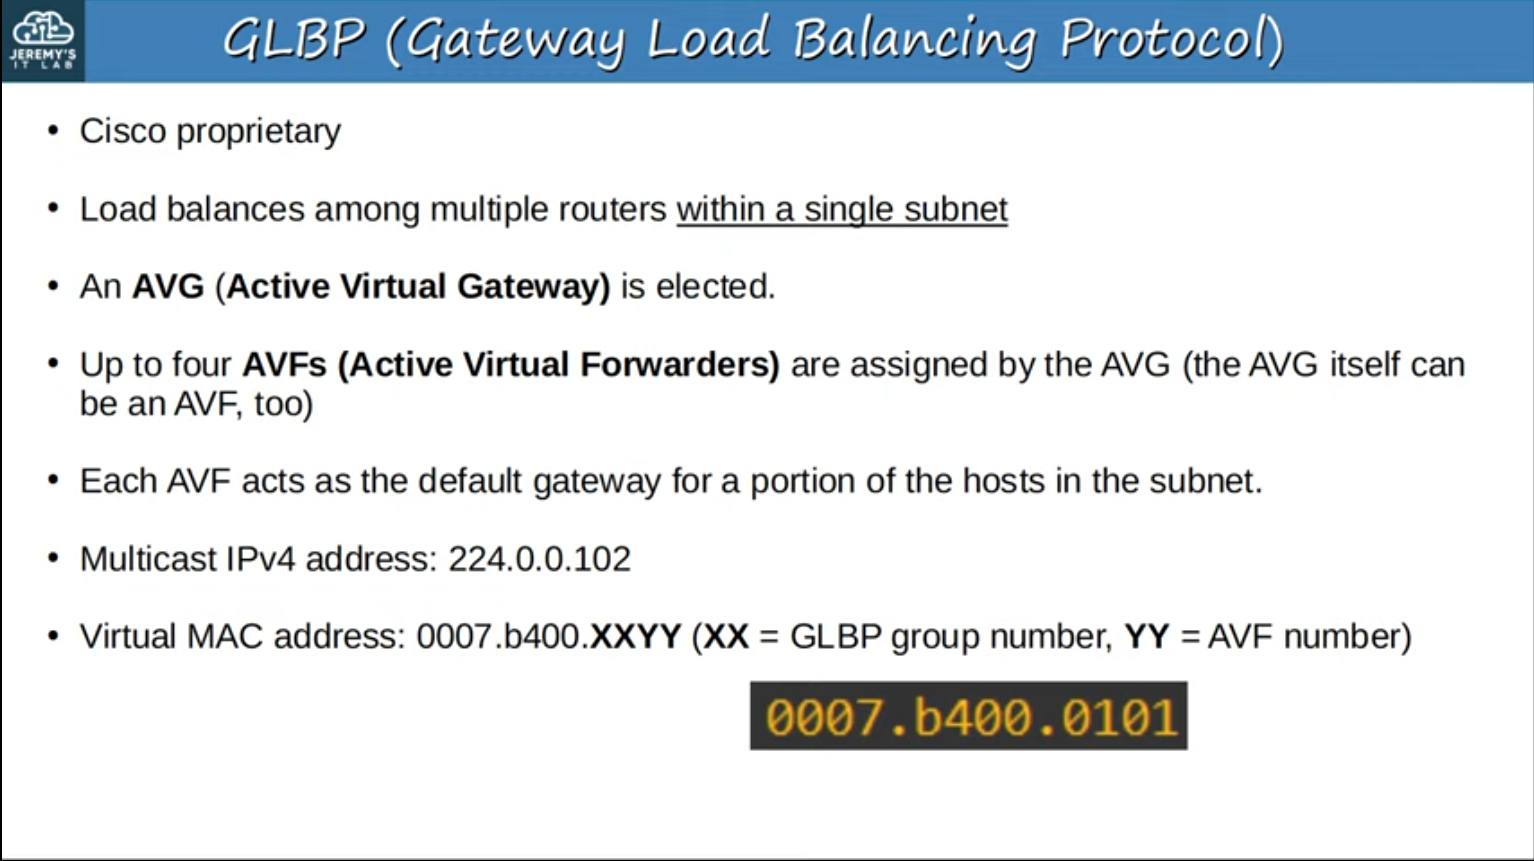 JEREMY'S
IT LAB
GLBP (Gateway Load Balancing Protocol)
• Cisco proprietary
• Load balances among multiple routers within a single subnet
• An AVG (Active Virtual Gateway) is elected.
• Up to four AVFs (Active Virtual Forwarders) are assigned by the AVG (the AVG itself can
be an AVF, too)
• Each AVF acts as the default gateway for a portion of the hosts in the subnet.
• Multicast IPv4 address: 224.0.0.102
• Virtual MAC address: 0007.b400.XXYY (XX = GLBP group number, YY = AVF number)
0007.b400.0101